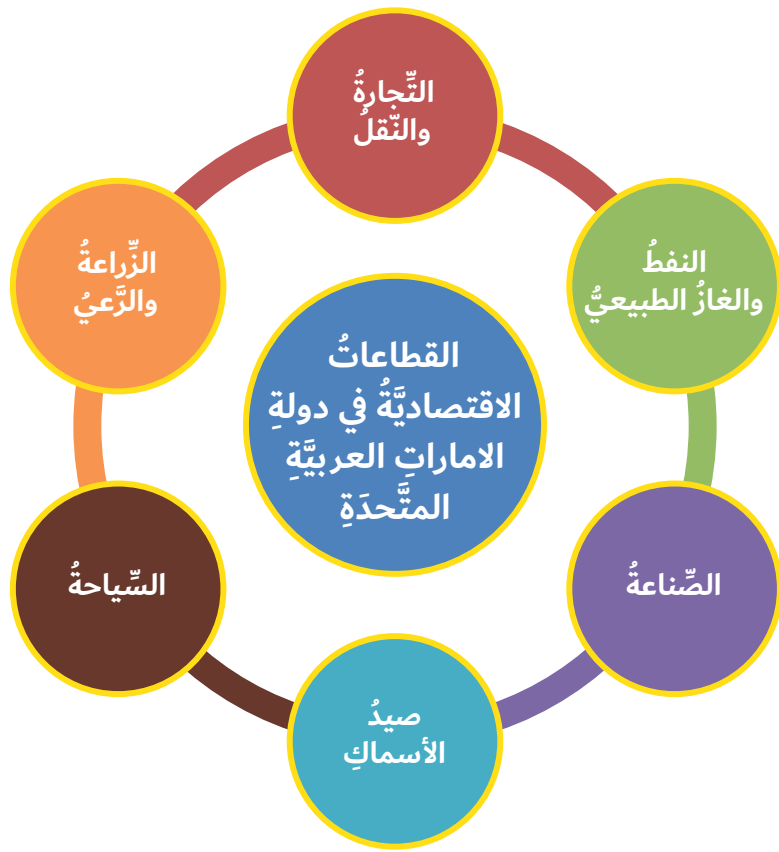 التِّجارةُ
والنّقلُ
النفطُ
والغازُ الطبيعيُّ
الصِّناعةُ
صيدُ
الأسماكِ
السِّياحةُ
الزِّراعةُ
والرَّعيُ
القطاعاتُ
الاقتصاديَّةُ في دولةِ
الاماراتِ العربيَّةِ
المتَّحدَةِ